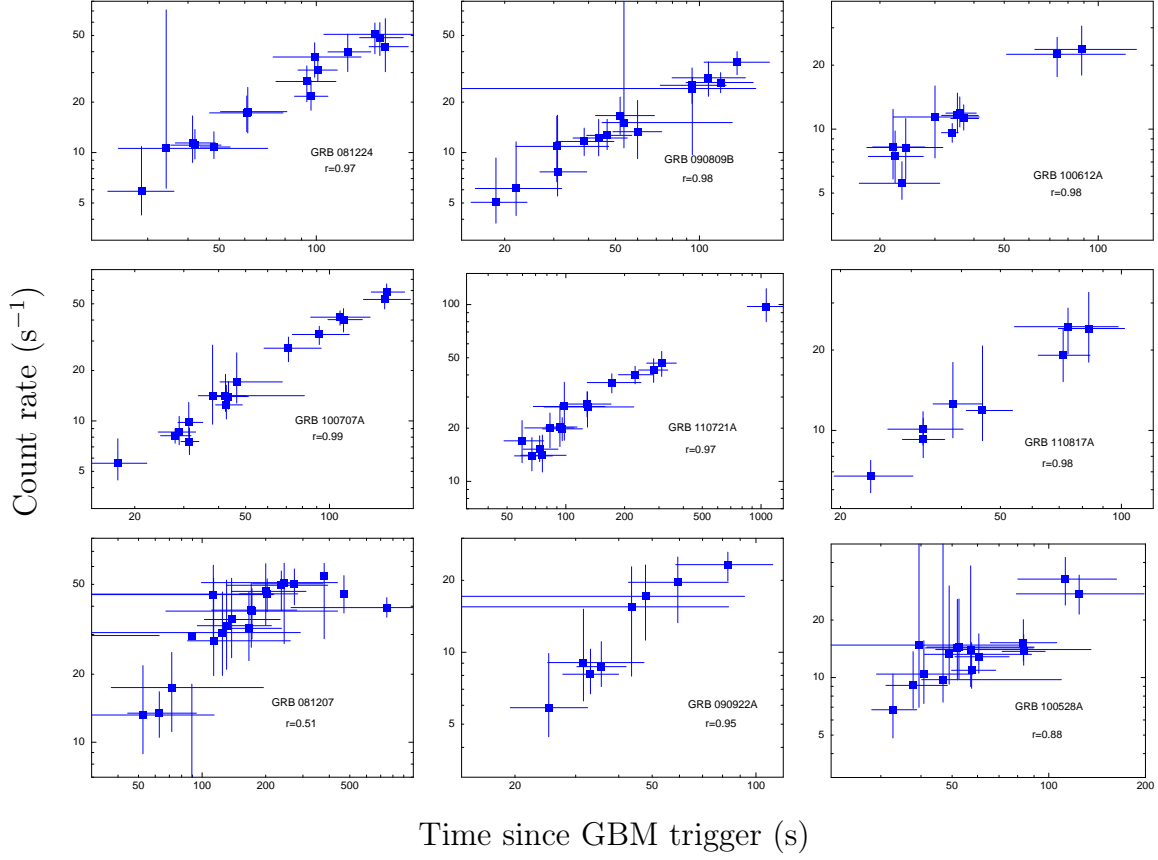 50
20
10
5
100
GRB 081224
r=0.97
50
20
10
5
20
50
100
GRB 090809B
r=0.98
20
10
5
20
50
100
GRB 100612A
r=0.98
50
20
10
5
20
50
100
GRB 100707A
r=0.99
100
50
20
10
50
100
200
500
1000
GRB 110721A
r=0.97
20
10
20
50
100
GRB 110817A
r=0.98
50
20
10
50
100
200
500
GRB 081207
r=0.51
20
10
5
20
50
100
GRB 090922A
r=0.95
50
20
10
5
50
100
200
GRB 100528A
r=0.88
Count rate (s⁻¹)
Time since GBM trigger (s)